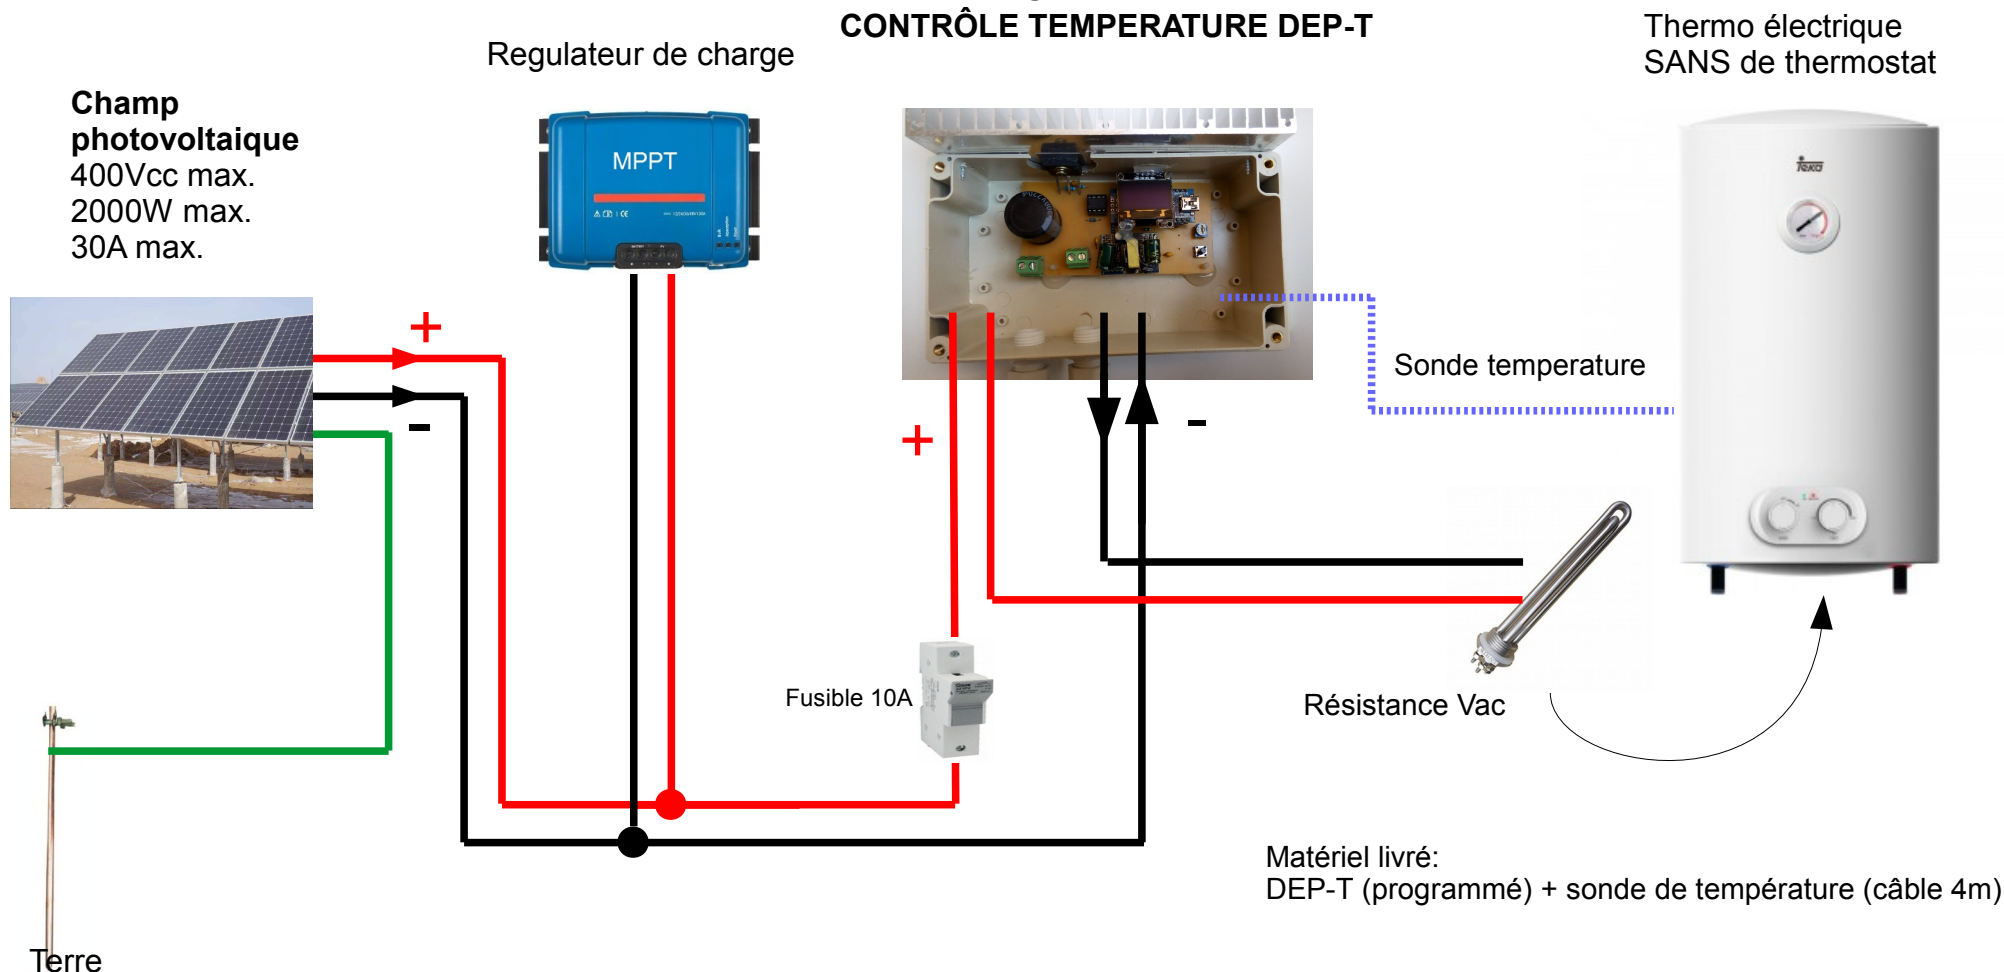 CONTRÔLE TEMPERATURE DEP-T
Thermo électrique
SANS de thermostat
Regulateur de charge
Champ
photovoltaique
400Vcc max.
2000W max.
30A max.
MPPT
Teka
+
-
Sonde temperature
+
-
Fusible 10A
Résistance Vac
Matériel livré:
DEP-T (programmé) + sonde de température (câble 4m)
Terre